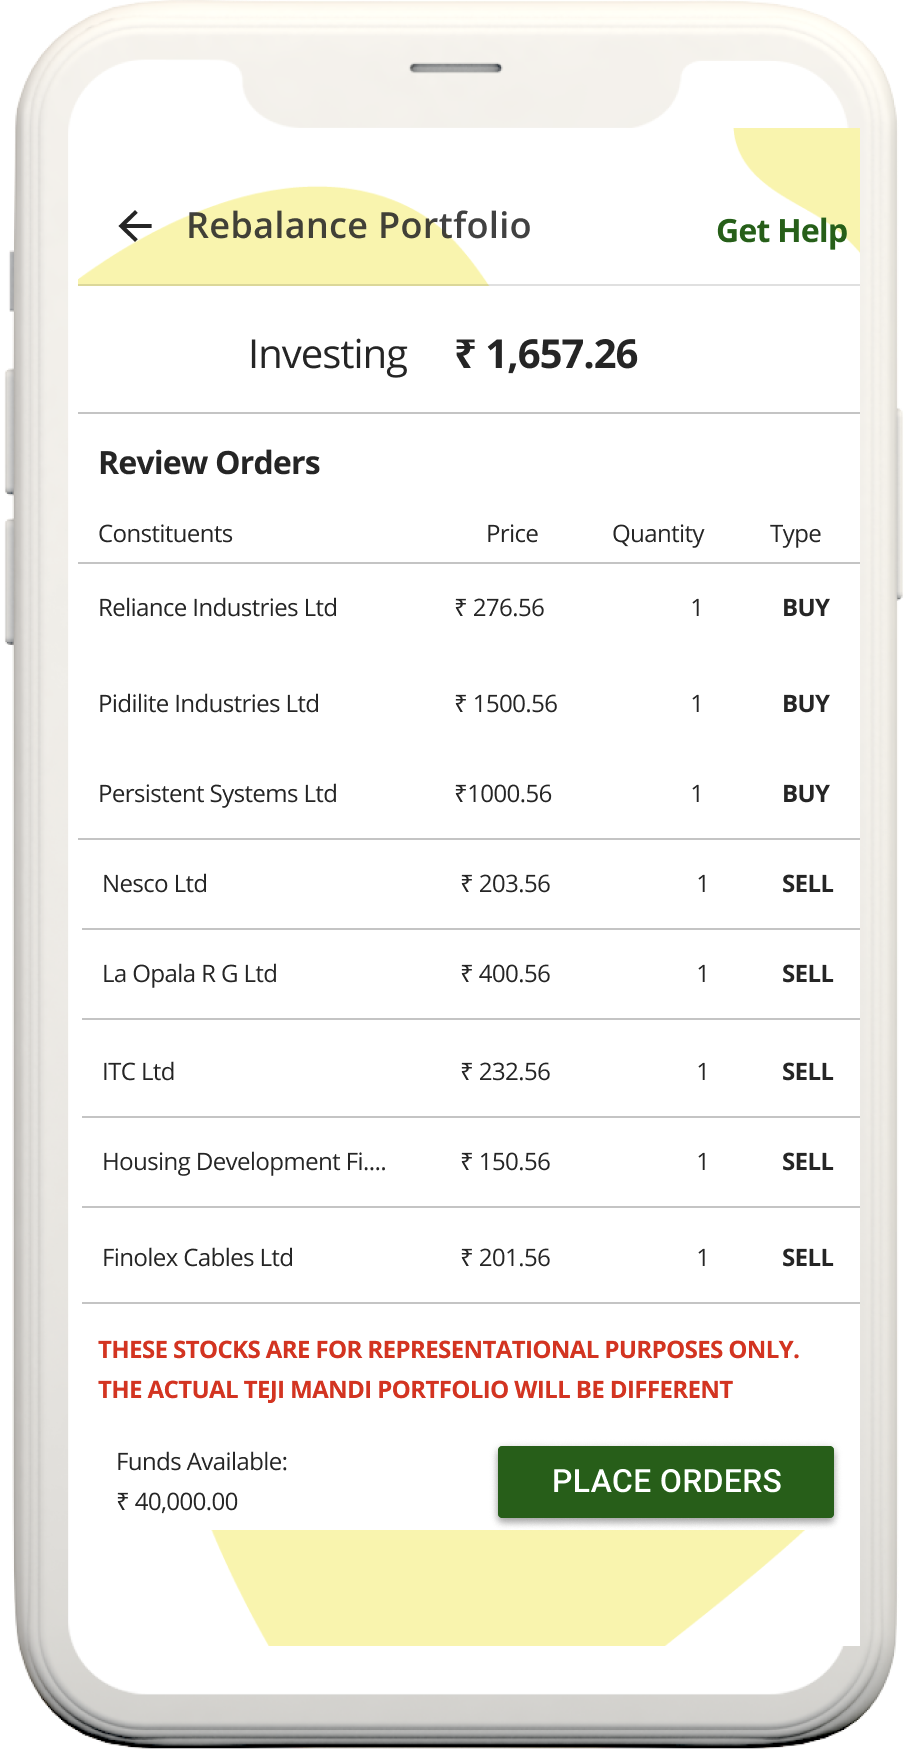 Rebalance Portfolio Get Help
Investing ₹ 1,657.26
Review Orders
Constituents Price Quantity Type
Reliance Industries Ltd ₹ 276.56 1 BUY
Pidilite Industries Ltd ₹ 1500.56 1 BUY
Persistent Systems Ltd ₹1000.56 1 BUY
Nesco Ltd ₹ 203.56 1 SELL
La Opala R G Ltd ₹ 400.56 1 SELL
ITC Ltd ₹ 232.56 1 SELL
Housing Development Fi.... ₹ 150.56 1 SELL
Finolex Cables Ltd ₹ 201.56 1 SELL
THESE STOCKS ARE FOR REPRESENTATIONAL PURPOSES ONLY.
THE ACTUAL TEJI MANDI PORTFOLIO WILL BE DIFFERENT
Funds Available:
₹ 40,000.00
PLACE ORDERS